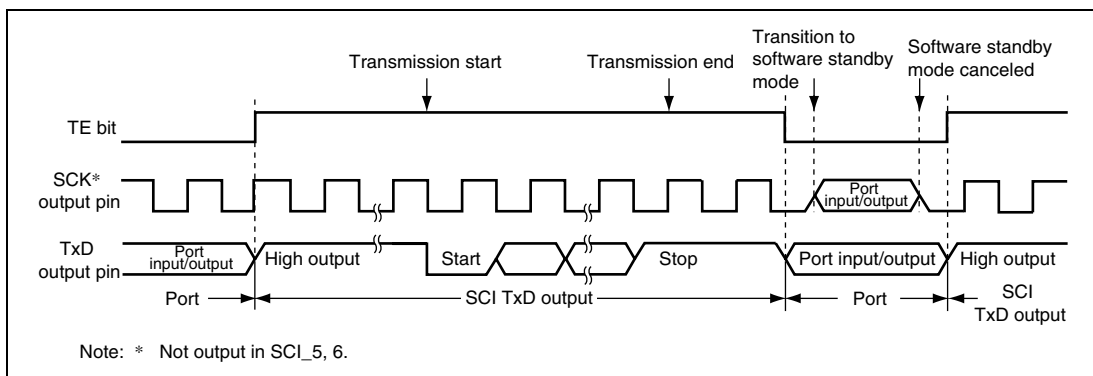 Transmission start
Transmission end
Transition to
software standby
mode
Software standby
mode canceled
TE bit
SCK*
output pin
Port
input/output
TxD
output pin
Port
input/output
High output
Start
Stop
Port input/output
High output
Port
SCI TxD output
Port
SCI
TxD output
Note: * Not output in SCI_5, 6.